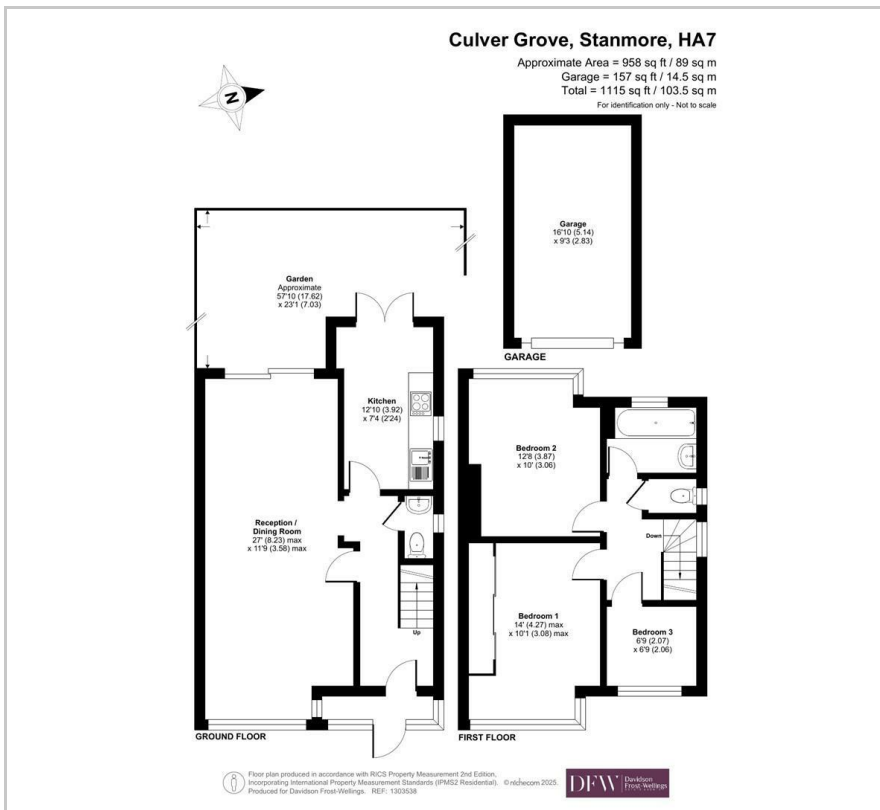 Culver Grove, Stanmore, HA7
Approximate Area = 958 sq ft / 89 sq m
Garage = 157 sq ft / 14.5 sq m
Total = 1115 sq ft / 103.5 sq m
For identification only - Not to scale
N
Garage
16'10 (5.14)
x 9'3 (2.83)
GARAGE
Garden
Approximate
57'10 (17.62)
x 23'1 (7.03)
Kitchen
12'10 (3.92)
x 7'4 (2'24)
Reception /
Dining Room
27' (8.23) max
x 11'9 (3.58) max
Up
GROUND FLOOR
Bedroom 2
12'8 (3.87)
x 10' (3.06)
Down
Bedroom 1
14' (4.27) max
x 10'1 (3.08) max
Bedroom 3
6'9 (2.07)
x 6'9 (2.06)
FIRST FLOOR
Floor plan produced in accordance with RICS Property Measurement 2nd Edition,
Incorporating International Property Measurement Standards (IPMS2 Residential). © nichecom 2025.
Produced for Davidson Frost-Wellings. REF: 1303538
DFW
Davidson
Frost-Wellings